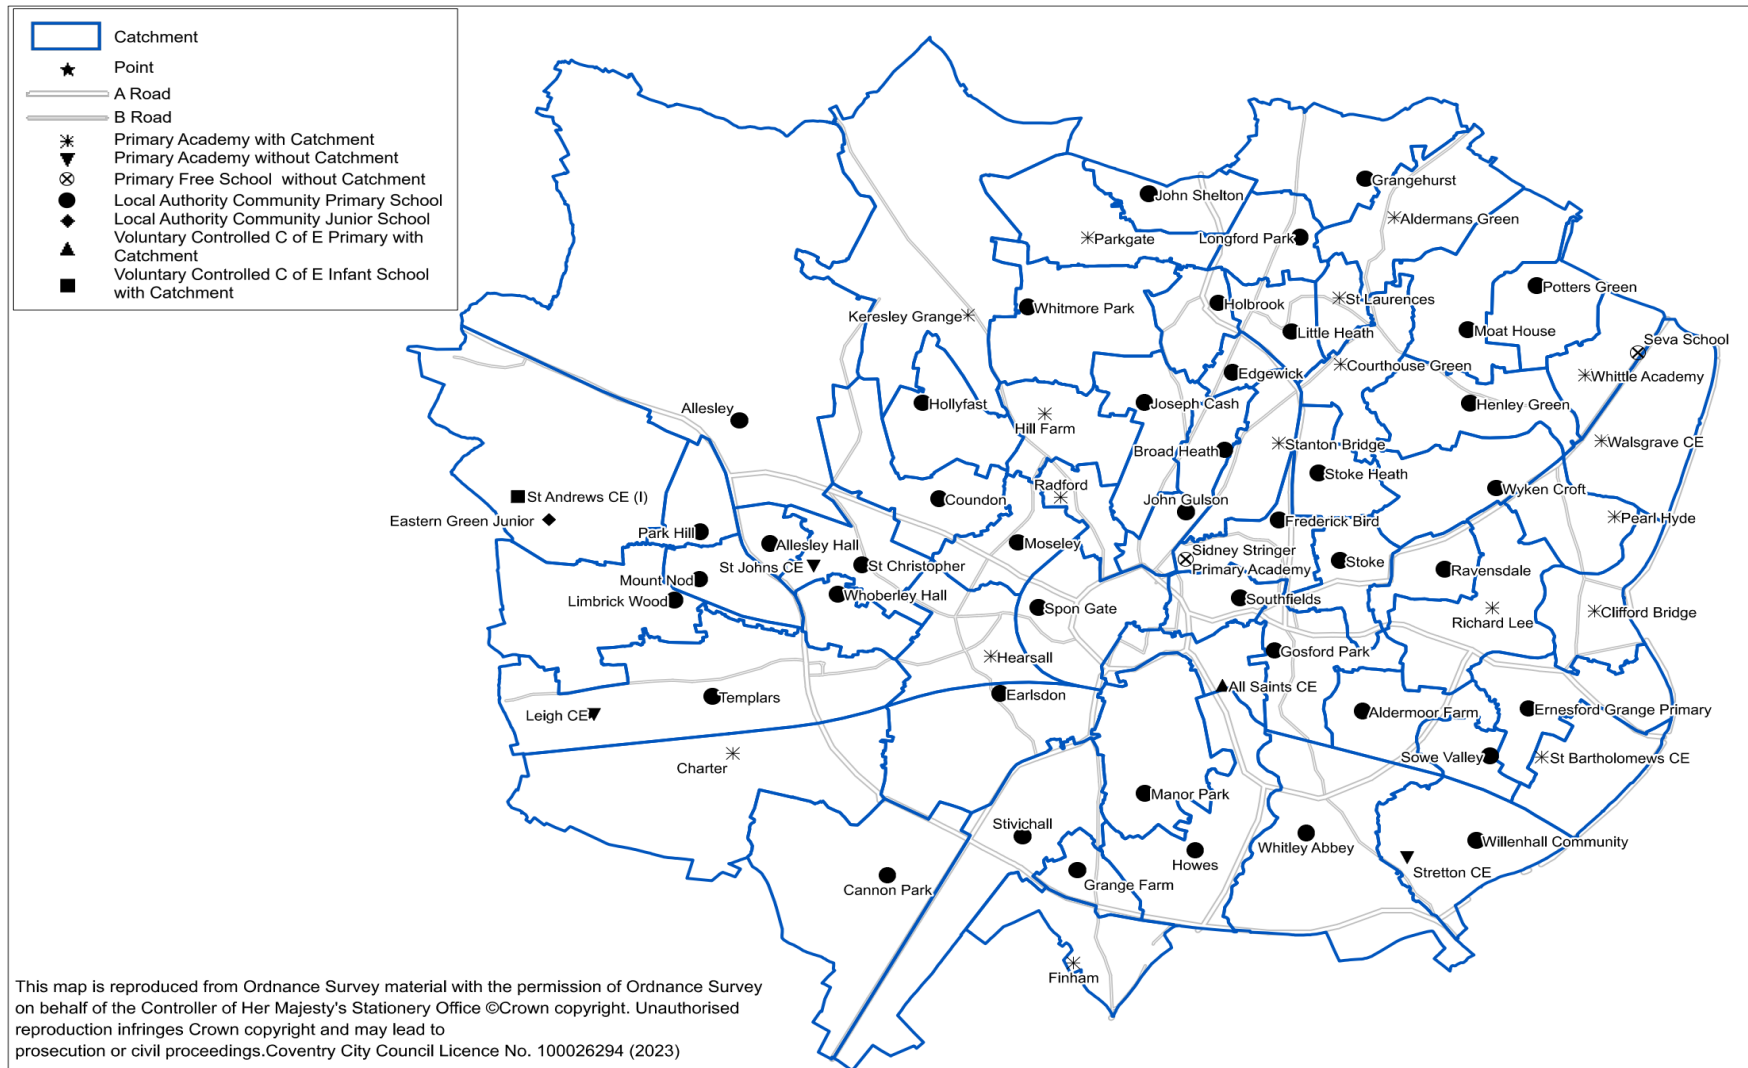 Catchment
Point
A Road
B Road
Primary Academy with Catchment
Primary Academy without Catchment
Primary Free School without Catchment
Local Authority Community Primary School
Local Authority Community Junior School
Voluntary Controlled C of E Primary with
Catchment
Voluntary Controlled C of E Infant School
with Catchment
Grangehurst
John Shelton
Aldermans Green
Parkgate
Longford Park
Potters Green
St Laurences
Holbrook
Whitmore Park
Keresley Grange
Little Heath
Moat House
Seva School
Courthouse Green
Edgewick
Whittle Academy
Hollyfast
Joseph Cash
Henley Green
Allesley
Hill Farm
Stanton Bridge
Walsgrave CE
Broad Heath
Stoke Heath
Radford
Wyken Croft
St Andrews CE (I)
Coundon
John Gulson
Pearl Hyde
Eastern Green Junior
Frederick Bird
Park Hill
Allesley Hall
Moseley
Sidney Stringer
Primary Academy
St Johns CE
St Christopher
Stoke
Ravensdale
Mount Nod
Whoberley Hall
Limbrick Wood
Spon Gate
Southfields
Clifford Bridge
Richard Lee
Gosford Park
Hearsall
All Saints CE
Templars
Earlsdon
Leigh CE
Aldermoor Farm
Ernesford Grange Primary
Sowe Valley
St Bartholomews CE
Charter
Manor Park
Stivichall
Willenhall Community
Whitley Abbey
Howes
Stretton CE
Cannon Park
Grange Farm
Finham
This map is reproduced from Ordnance Survey material with the permission of Ordnance Survey
on behalf of the Controller of Her Majesty's Stationery Office ©Crown copyright. Unauthorised
reproduction infringes Crown copyright and may lead to
prosecution or civil proceedings.Coventry City Council Licence No. 100026294 (2023)